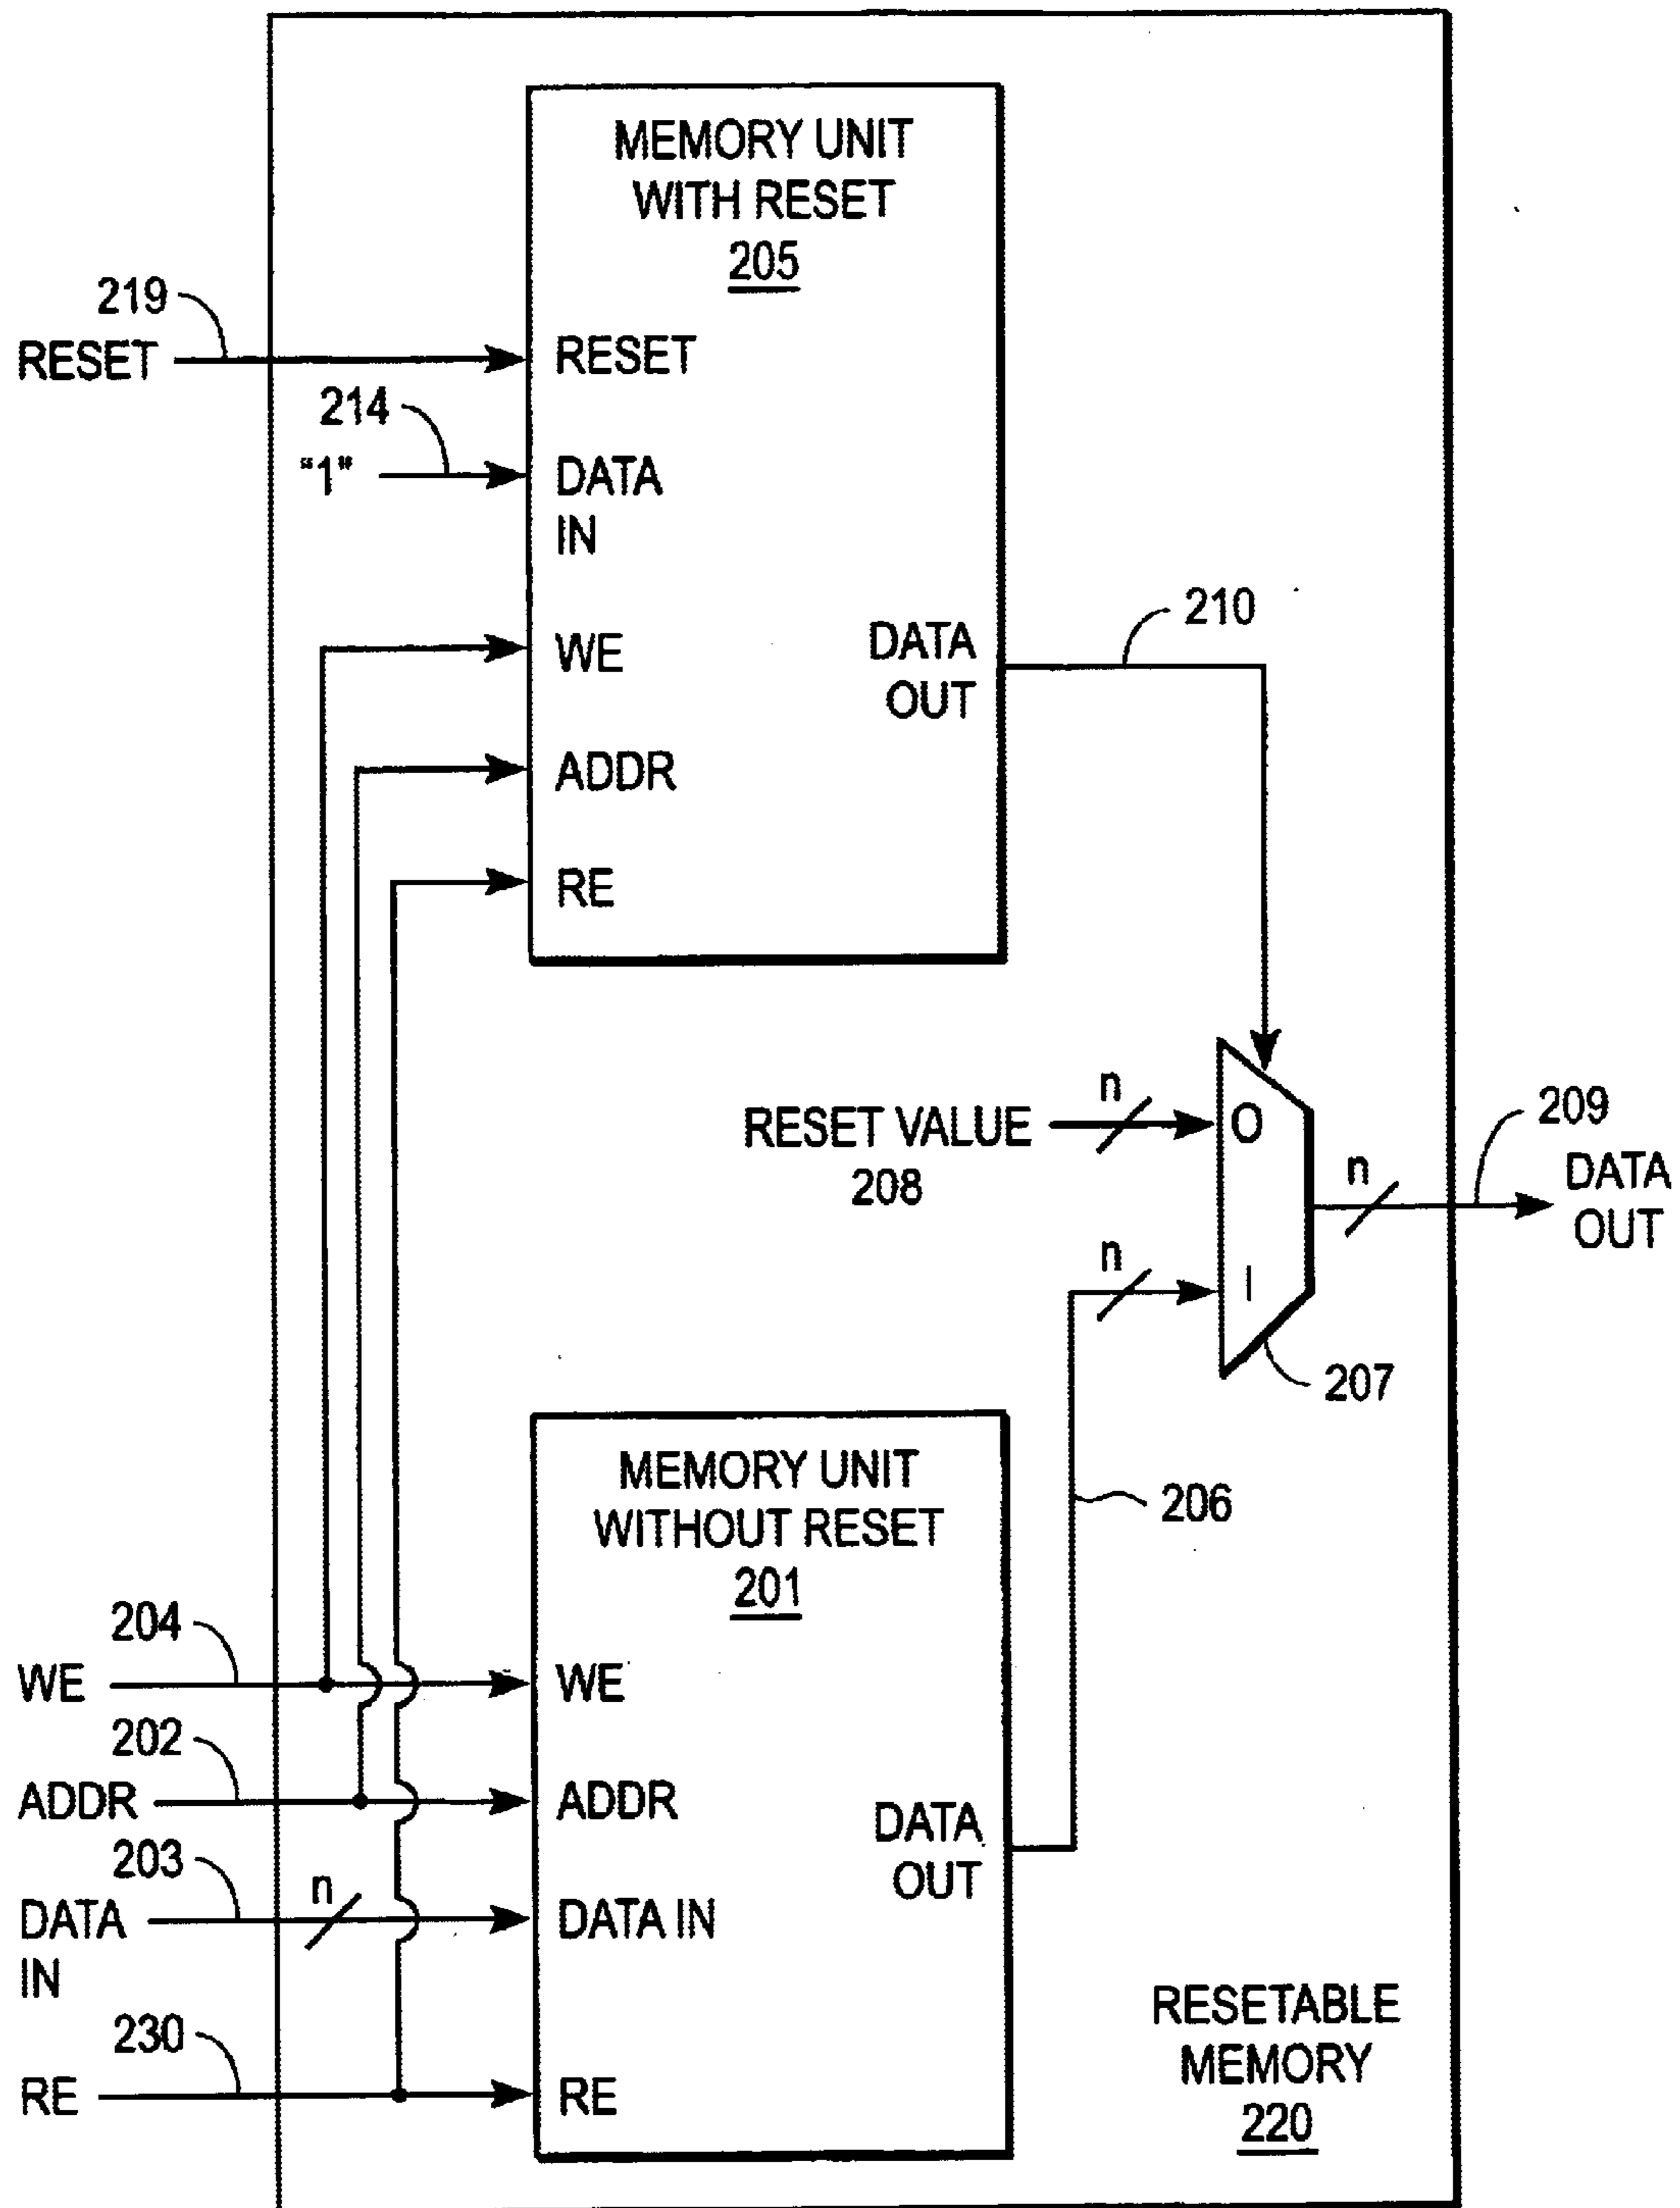 MEMORY UNIT
WITH RESET
205
219
RESET
RESET
214
"1"
DATA
IN
WE
DATA
OUT
210
ADDR
RE
n
RESET VALUE
208
O
I
n
209
DATA
OUT
n
207
MEMORY UNIT
WITHOUT RESET
201
206
204
WE
WE
202
ADDR
ADDR
DATA
OUT
203
DATA
IN
n
DATA IN
230
RE
RE
RESETABLE
MEMORY
220